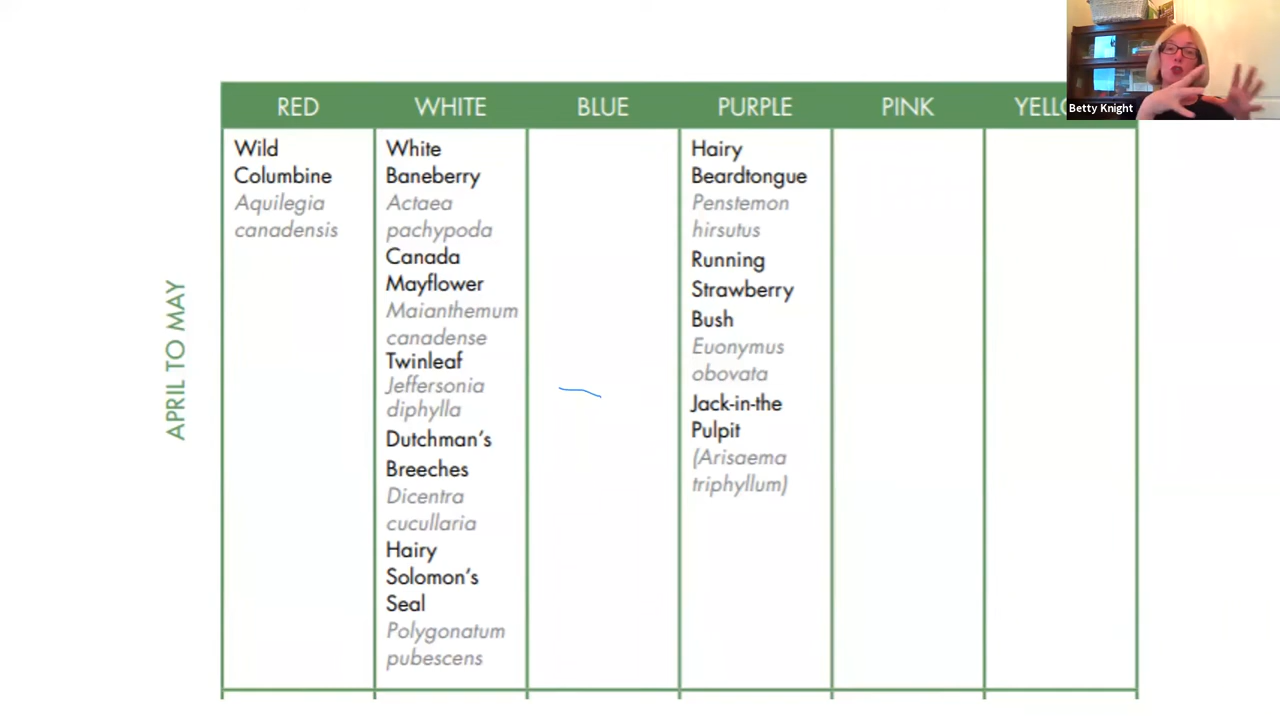 Betty Knight
RED WHITE BLUE PURPLE PINK
APRIL TO MAY
Wild
Columbine
Aquilegia
canadensis
White
Baneberry
Actaea
pachypoda
Canada
Mayflower
Maianthemum
canadense
Twinleaf
Jeffersonia
diphylla
Dutchman's
Breeches
Dicentra
cucullaria
Hairy
Solomon's
Seal
Polygonatum
pubescens
Hairy
Beardtongue
Penstemon
hirsutus
Running
Strawberry
Bush
Euonymus
obovata
Jack-in-the
Pulpit
(Arisaema
triphyllum)